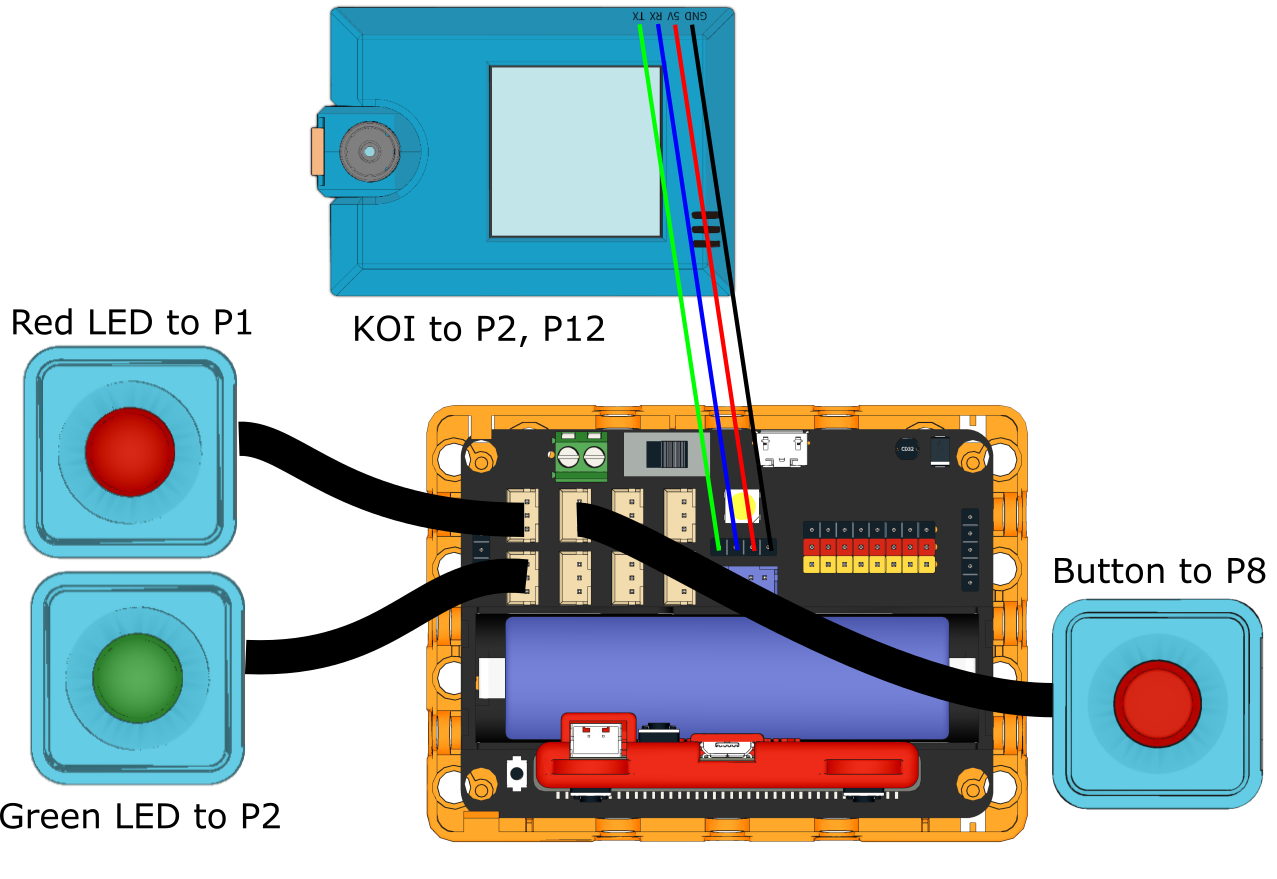 TX RX 5V GND
Red LED to P1
KOI to P2, P12
CD32
Button to P8
Green LED to P2